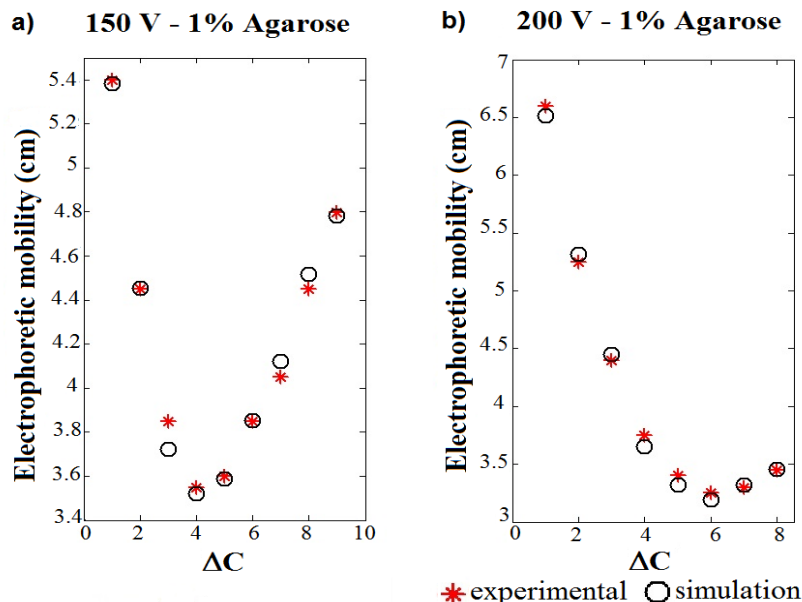 a) 150 V - 1% Agarose
Electrophoretic mobility (cm)
5.4
5.2
5
4.8
4.6
4.4
4.2
4
3.8
3.6
3.4
0 2 4 6 8 10
ΔC
b) 200 V - 1% Agarose
Electrophoretic mobility (cm)
7
6.5
6
5.5
5
4.5
4
3.5
3
0 2 4 6 8
ΔC
experimental simulation